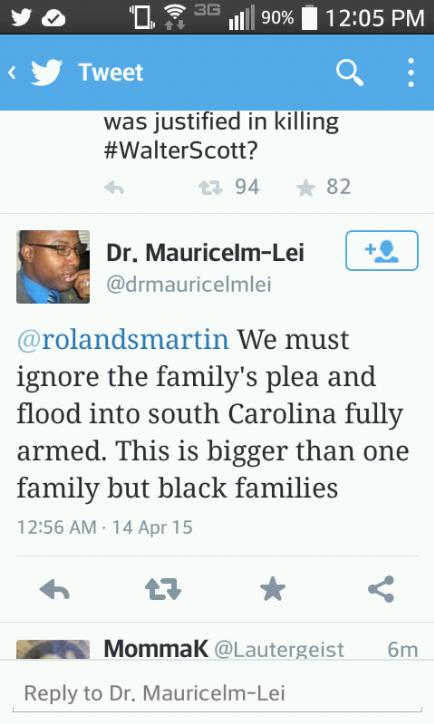 3G 90% 12:05 PM
Tweet
was justified in killing
#WalterScott?
94 82
Dr. Mauricelm-Lei
@drmauricelmlei
@rolandsmartin We must
ignore the family's plea and
flood into south Carolina fully
armed. This is bigger than one
family but black families
12:56 AM · 14 Apr 15
MommaK @Lautergeist 6m
Reply to Dr. Mauricelm-Lei